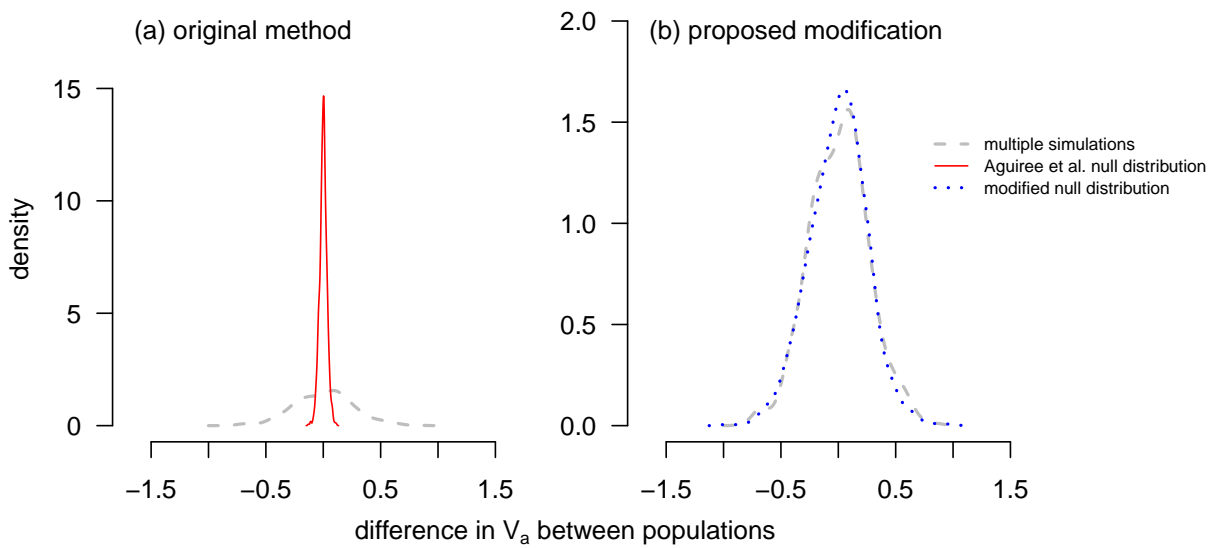 (a) original method
15
10
5
0
density
−1.5
−0.5
0.5
1.5
(b) proposed modification
2.0
1.5
1.0
0.5
0.0
−1.5
−0.5
0.5
1.5
multiple simulations
Aguiree et al. null distribution
modified null distribution
difference in Va between populations